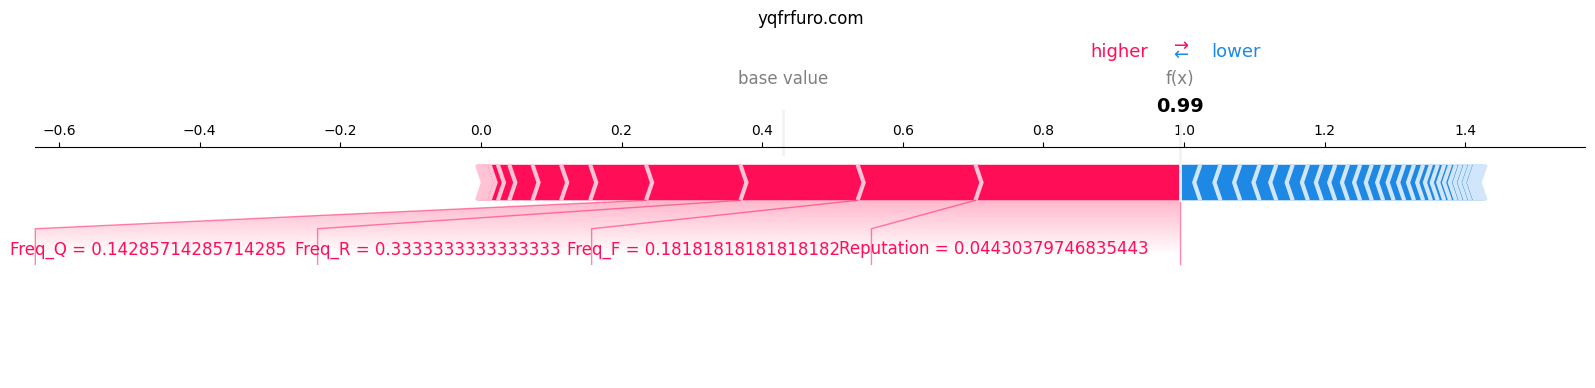 yqfrfuro.com
higher → ← lower
base value f(x)
0.99
−0.6 −0.4 −0.2 0.0 0.2 0.4 0.6 0.8 1.0 1.2 1.4
Freq_Q = 0.14285714285714285 Freq_R = 0.3333333333333333 Freq_F = 0.18181818181818182 Reputation = 0.04430379746835443